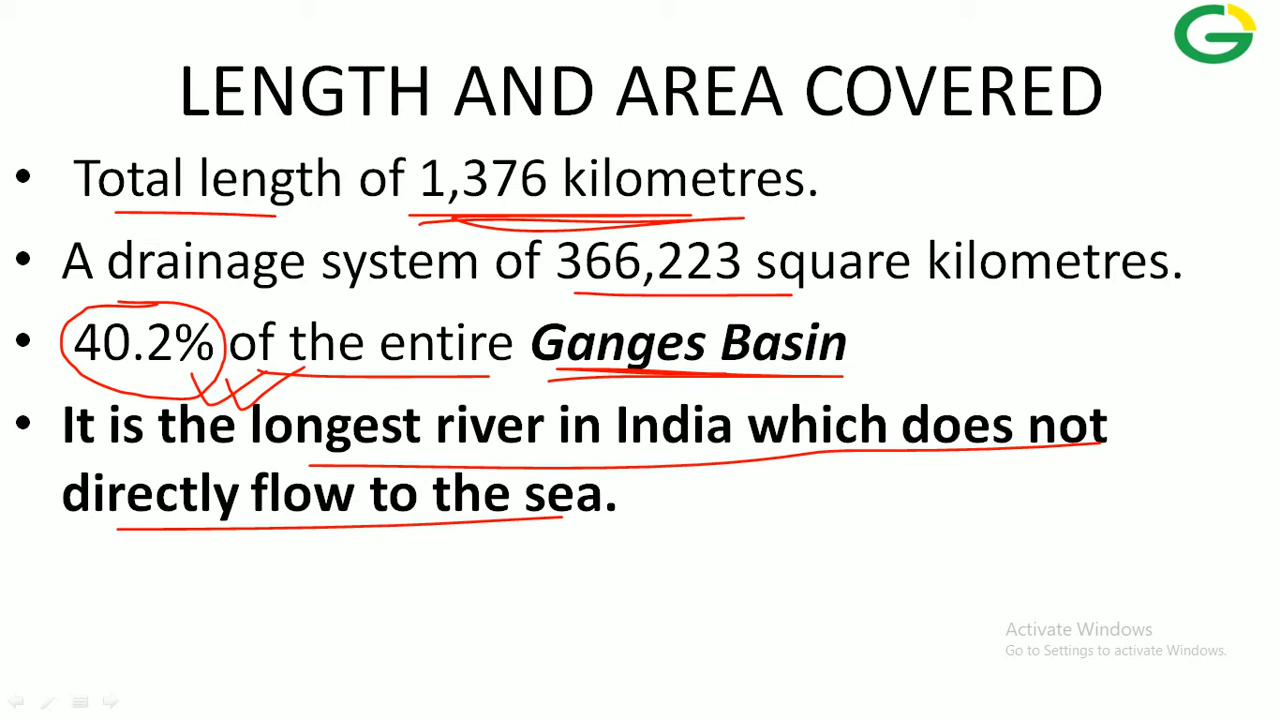 LENGTH AND AREA COVERED
• Total length of 1,376 kilometres.
• A drainage system of 366,223 square kilometres.
• 40.2% of the entire Ganges Basin
• It is the longest river in India which does not
directly flow to the sea.
Activate Windows
Go to Settings to activate Windows.